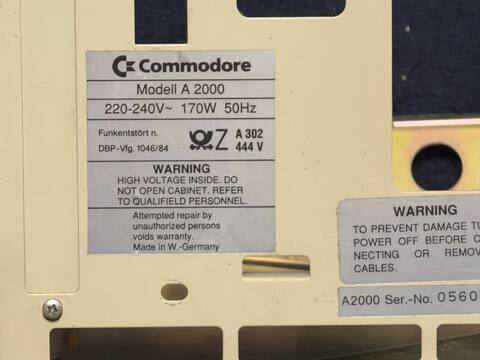 Commodore
Modell A 2000
220-240V~ 170W 50Hz
Funkentstört n.
DBP-Vfg. 1046/84
Z A 302
444 V
WARNING
HIGH VOLTAGE INSIDE. DO
NOT OPEN CABINET. REFER
TO QUALIFIED PERSONNEL.
Attempted repair by
unauthorized persons
voids warranty.
Made in W.-Germany
WARNING
TO PREVENT DAMAGE TU
POWER OFF BEFORE C
NECTING OR REMOV
CABLES.
A2000 Ser.-No. 0560